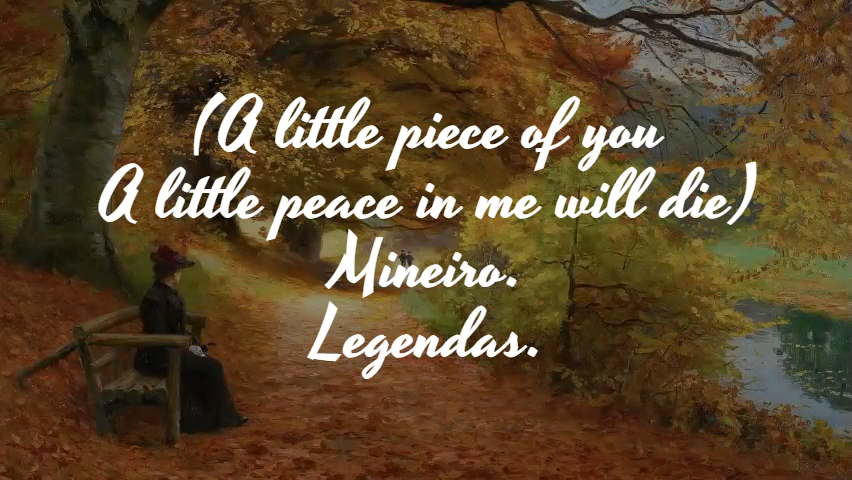 (A little piece of you
A little peace in me will die)
Mineiro.
Legendas.